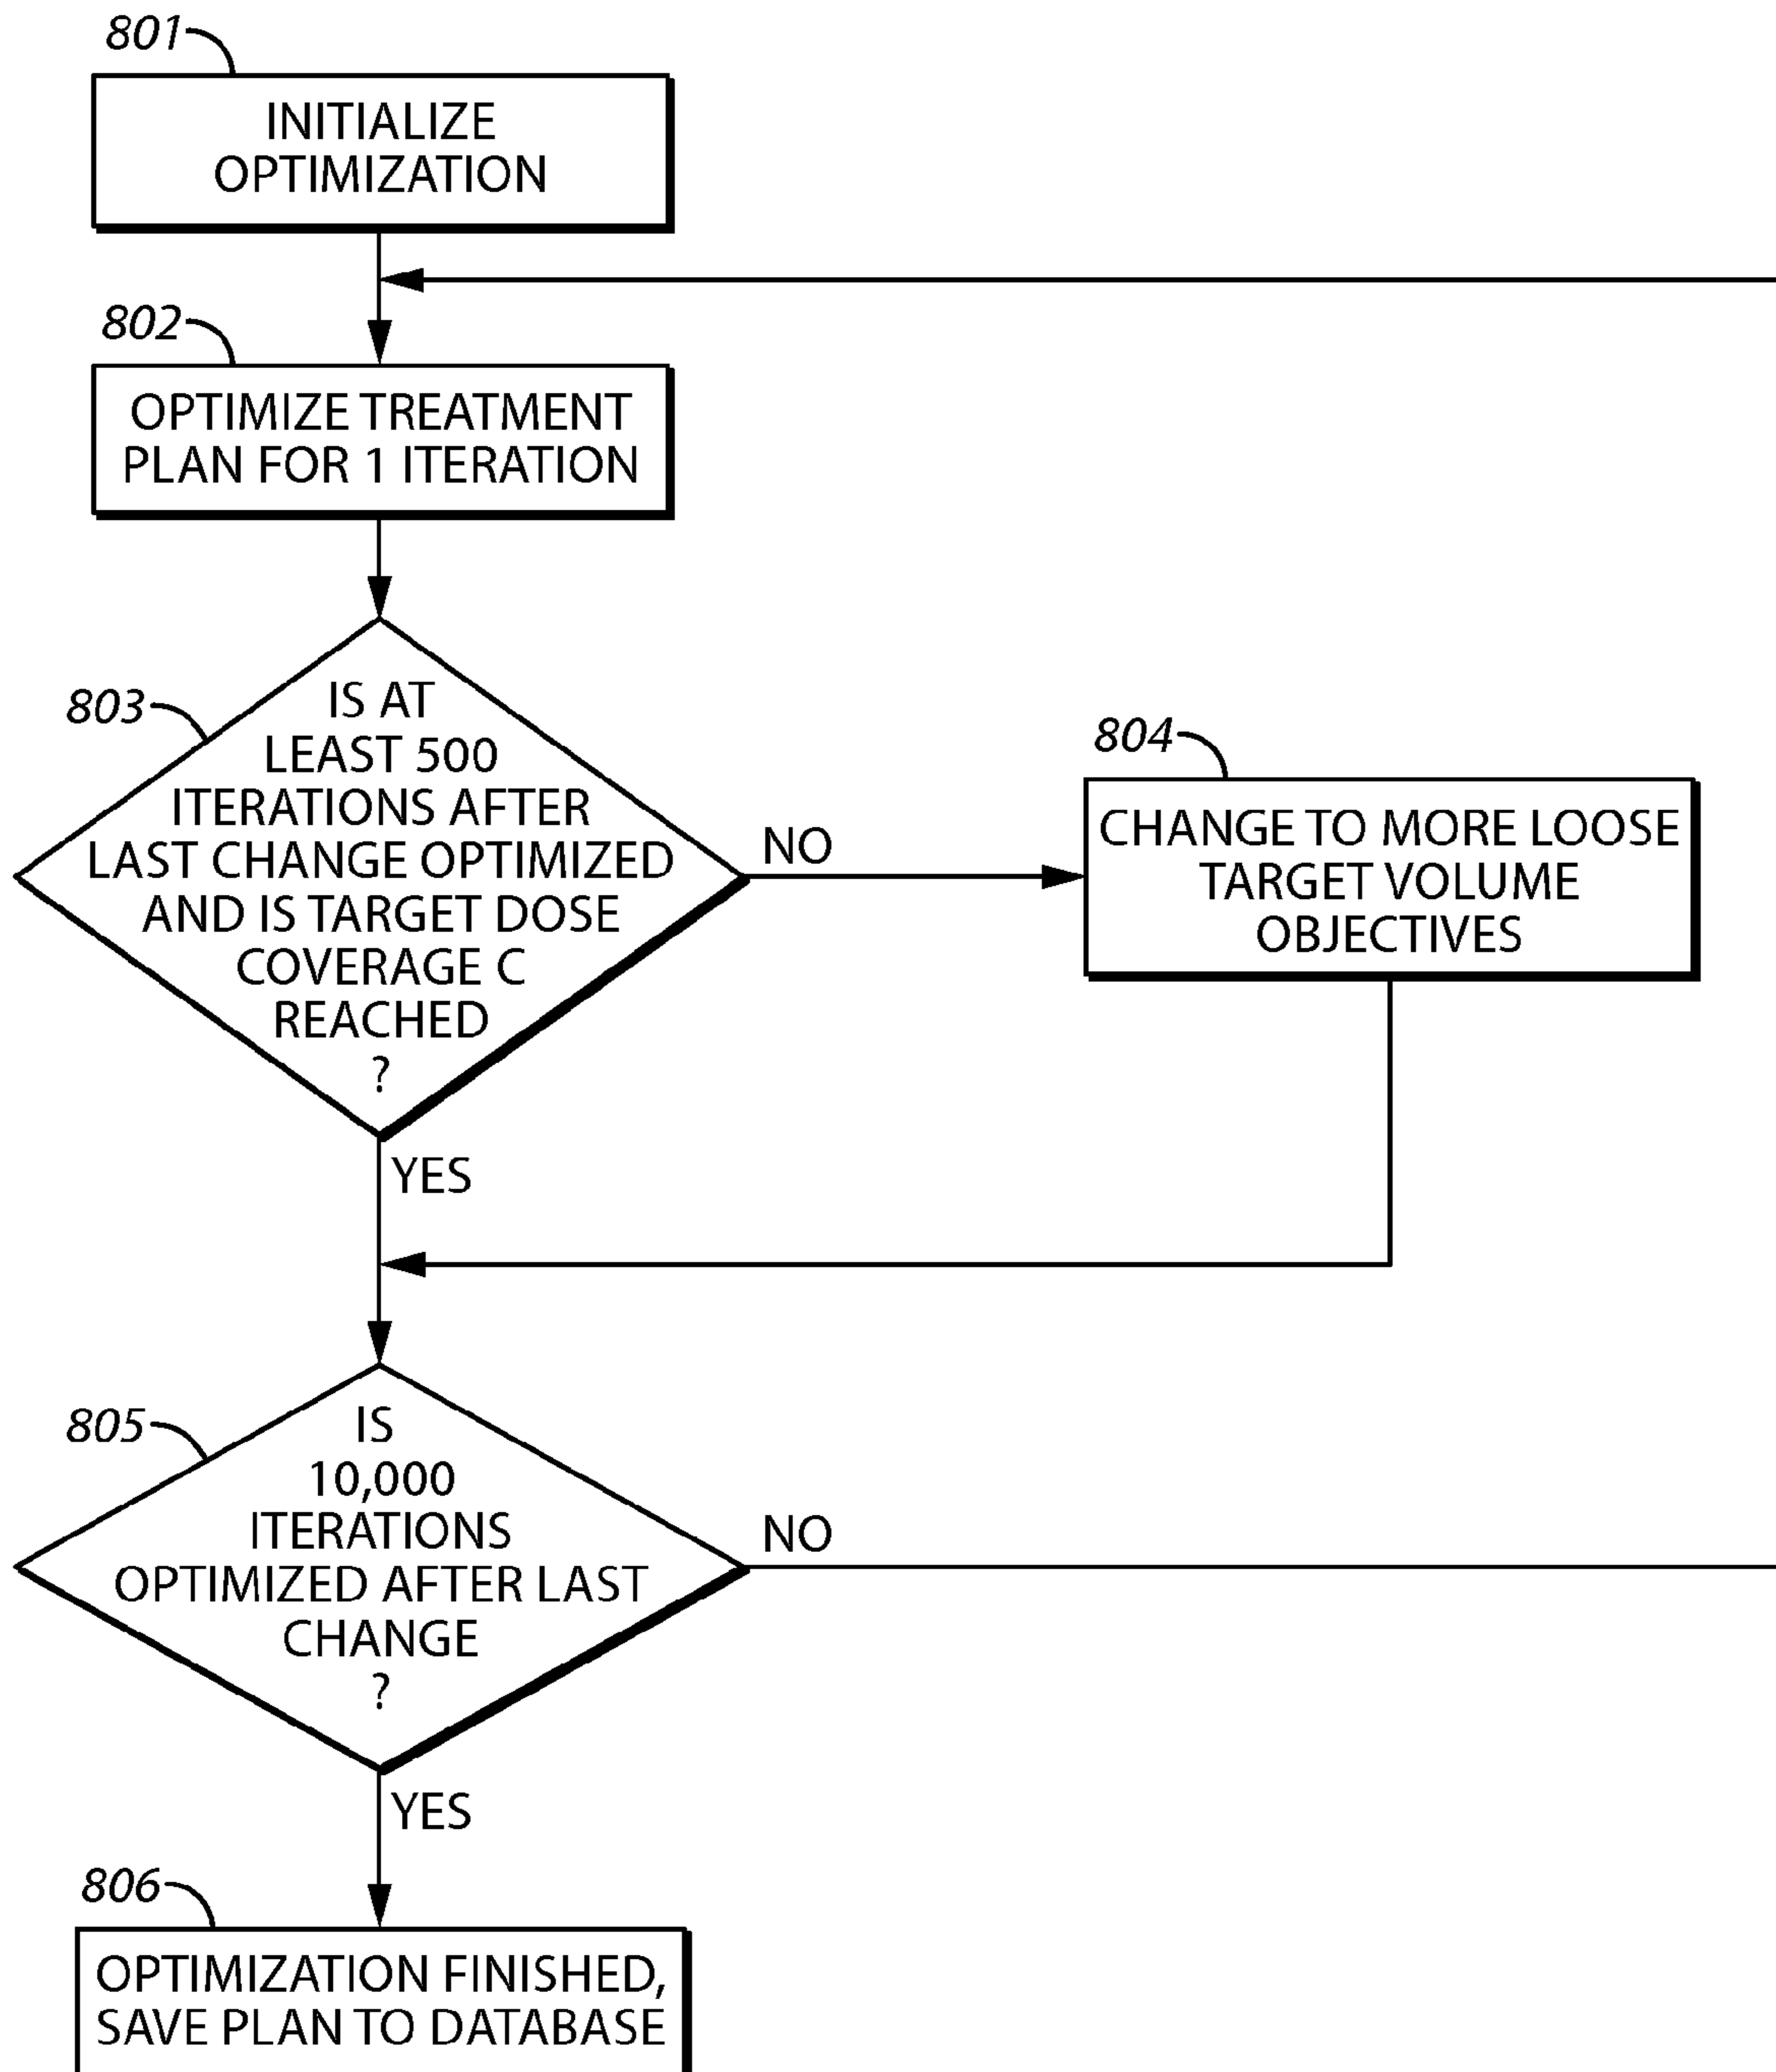 801
INITIALIZE
OPTIMIZATION
802
OPTIMIZE TREATMENT
PLAN FOR 1 ITERATION
803
IS AT
LEAST 500
ITERATIONS AFTER
LAST CHANGE OPTIMIZED
AND IS TARGET DOSE
COVERAGE C
REACHED
?
NO
804
CHANGE TO MORE LOOSE
TARGET VOLUME
OBJECTIVES
YES
805
IS
10,000
ITERATIONS
OPTIMIZED AFTER LAST
CHANGE
?
NO
YES
806
OPTIMIZATION FINISHED,
SAVE PLAN TO DATABASE